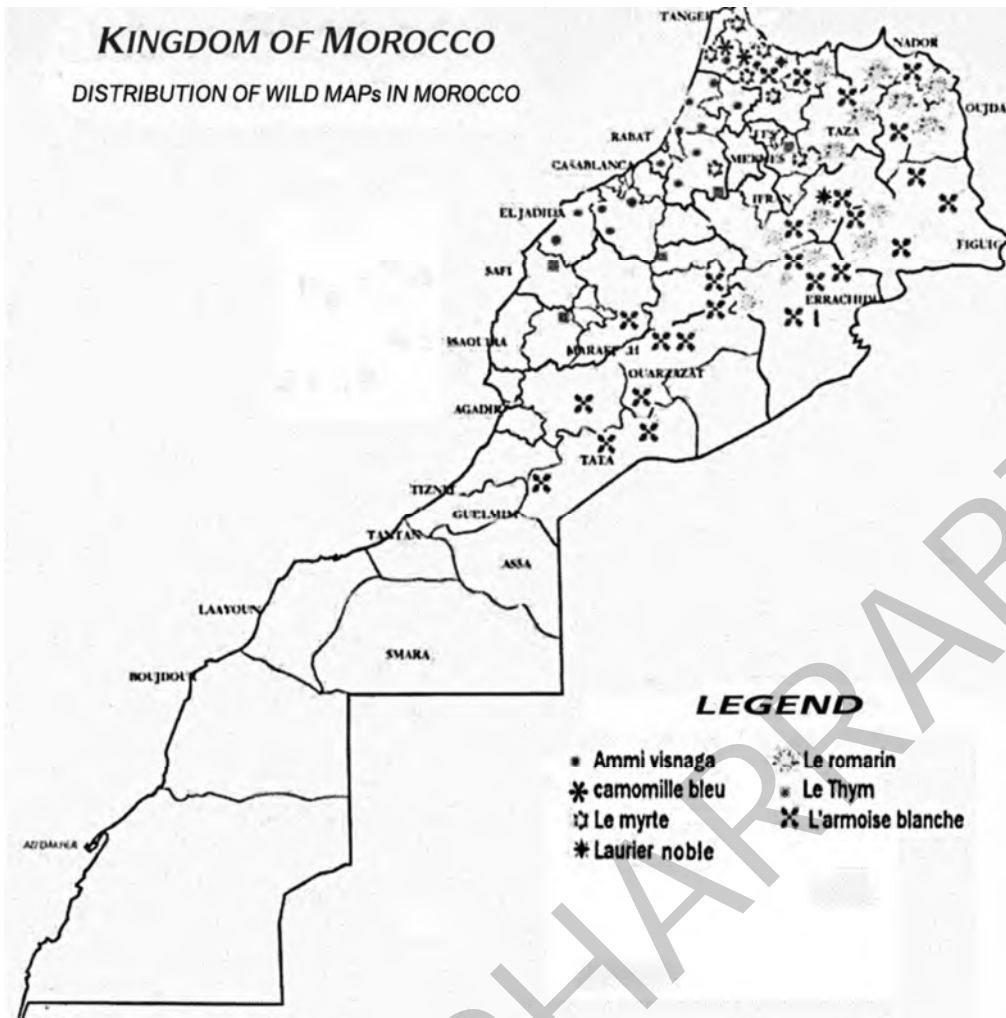 KINGDOM OF MOROCCO
DISTRIBUTION OF WILD MAPs IN MOROCCO
TANGER
NADOR
OUJDA
RABAT
TAZA
CASABLANCA
MEKNES
EL JADIDA
FIGUIG
SAFI
AGADIR
OUARZAZAT
TATA
GUELMIM
TANTAN
ASSA
LAAYOUN
SMARA
BOUJDOUR
LEGEND
Ammi visnaga
camomille bleu
Le myrte
Laurier noble
Le romarin
Le Thym
L'armoise blanche